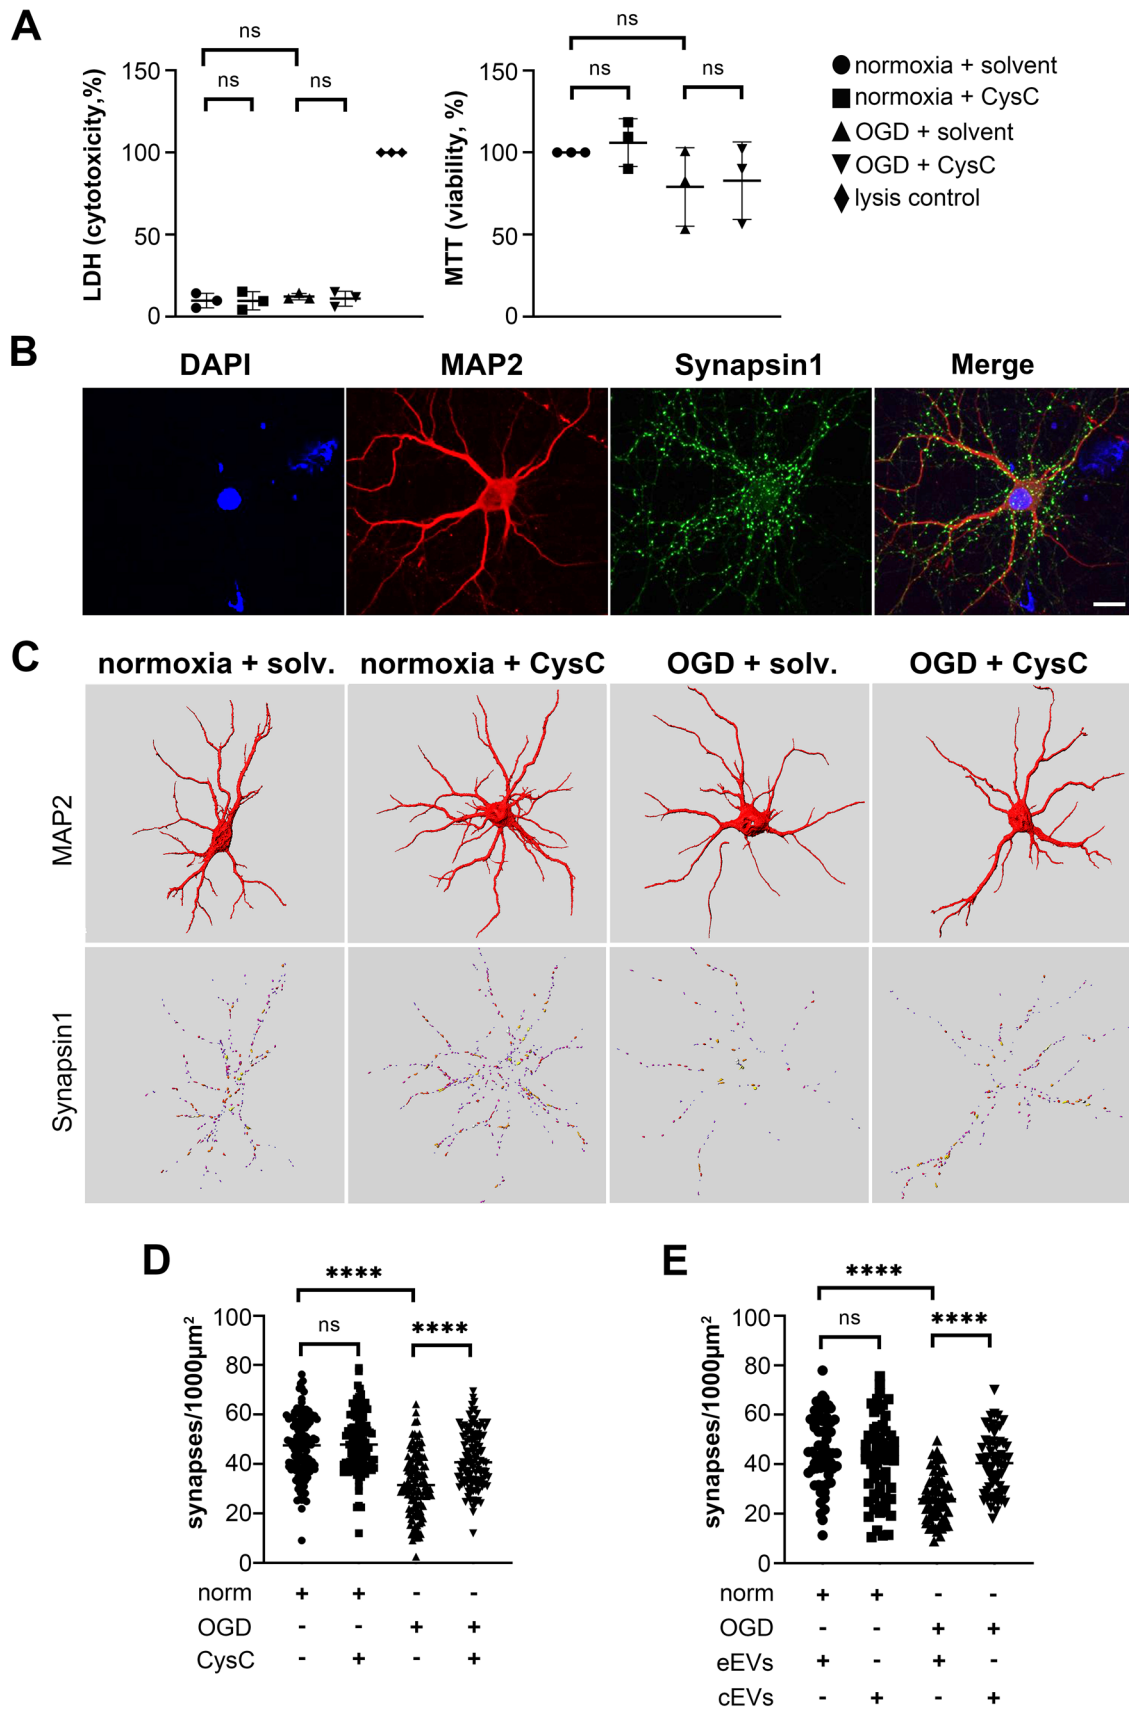 A
ns
ns
ns
150
100
50
0
LDH (cytotoxicity,%)
ns
ns
ns
150
100
50
0
MTT (viability, %)
normoxia + solvent
normoxia + CysC
OGD + solvent
OGD + CysC
lysis control
B
DAPI
MAP2
Synapsin1
Merge
C
normoxia + solv.
normoxia + CysC
OGD + solv.
OGD + CysC
MAP2
Synapsin1
D
****
ns
****
100
80
60
40
20
0
synapses/1000µm²
norm + + - -
OGD - - + +
CysC - + - +
E
****
ns
****
100
80
60
40
20
0
synapses/1000µm²
norm + + - -
OGD - - + +
eEVs + - + -
cEVs - + - +